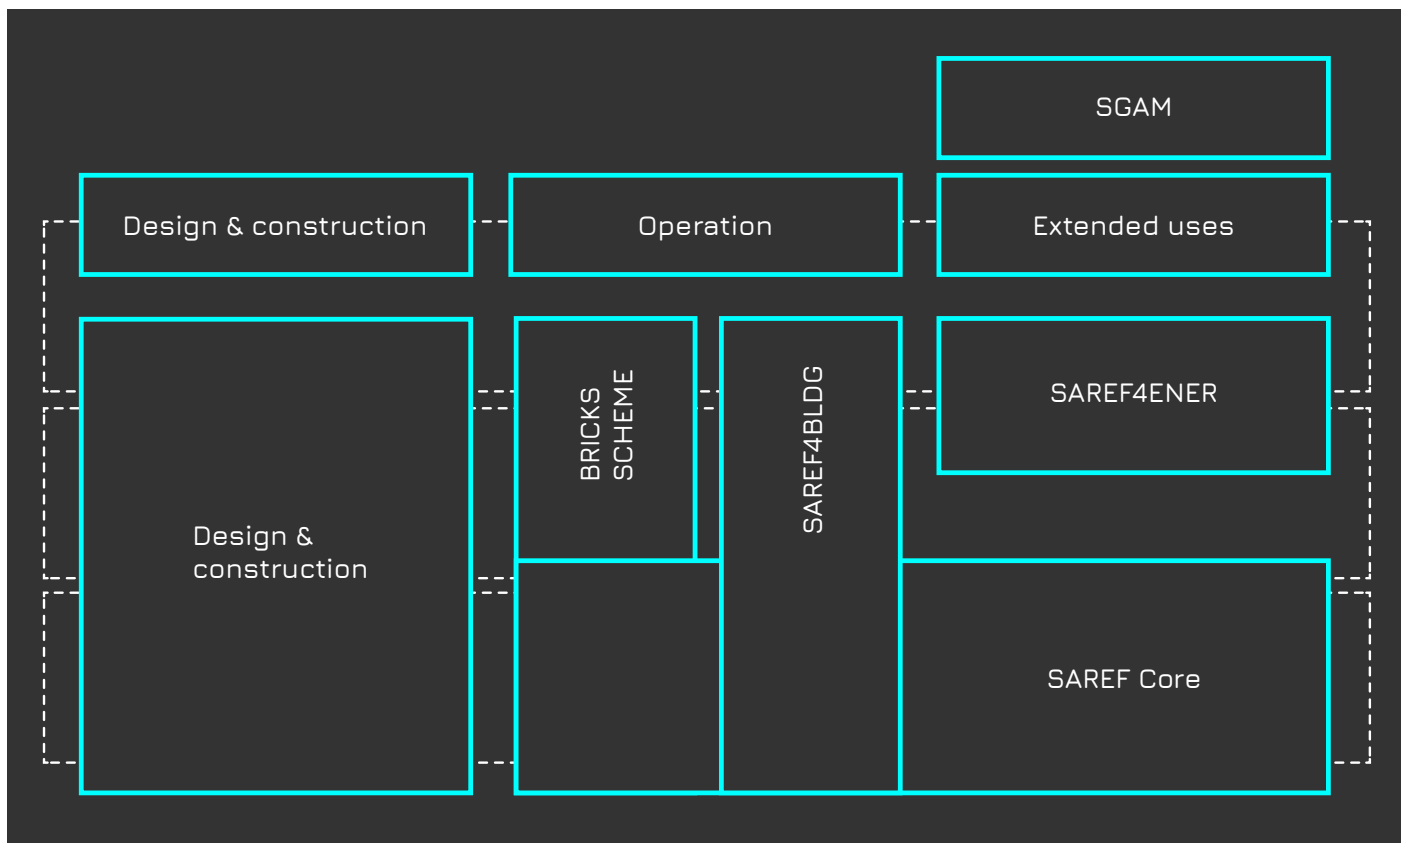 SGAM
Design & construction
Operation
Extended uses
BRICKS
SCHEME
SAREF4BLDG
SAREF4ENER
Design &
construction
SAREF Core